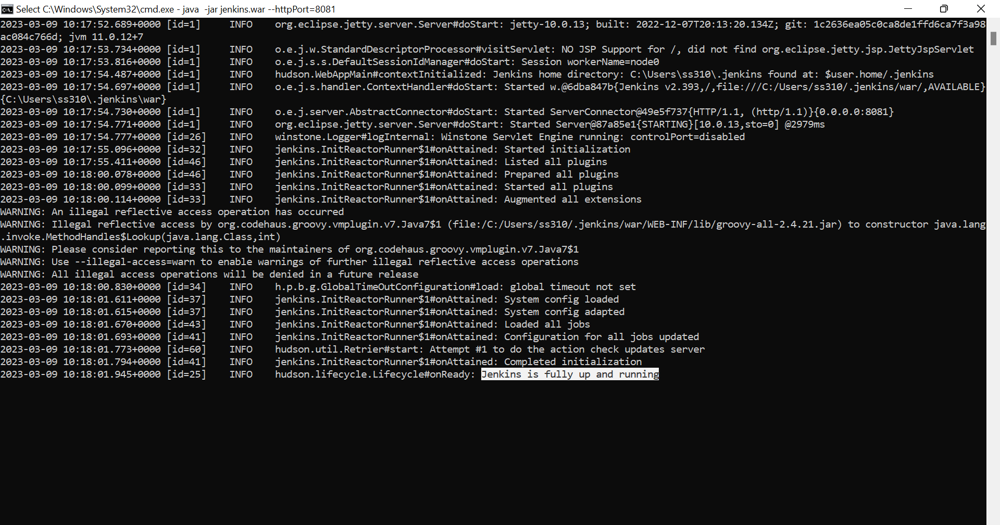 Select C:\Windows\System32\cmd.exe - java  -jar jenkins.war --httpPort=8081
2023-03-09 10:17:52.689+0000 [id=1]     INFO    org.eclipse.jetty.server.Server#doStart: jetty-10.0.13; built: 2022-12-07T20:13:20.134Z; git: 1c2636ea05c0ca8de1ffd6ca7f3a98
ac084c766d; jvm 11.0.12+7
2023-03-09 10:17:53.734+0000 [id=1]     INFO    o.e.j.w.StandardDescriptorProcessor#visitServlet: NO JSP Support for /, did not find org.eclipse.jetty.jsp.JettyJspServlet
2023-03-09 10:17:53.816+0000 [id=1]     INFO    o.e.j.s.s.DefaultSessionIdManager#doStart: Session workerName=node0
2023-03-09 10:17:54.487+0000 [id=1]     INFO    hudson.WebAppMain#contextInitialized: Jenkins home directory: C:\Users\ss310\.jenkins found at: $user.home/.jenkins
2023-03-09 10:17:54.697+0000 [id=1]     INFO    o.e.j.s.handler.ContextHandler#doStart: Started w.@6dba847b{Jenkins v2.393,/,file:///C:/Users/ss310/.jenkins/war/,AVAILABLE}
{C:\Users\ss310\.jenkins\war}
2023-03-09 10:17:54.730+0000 [id=1]     INFO    o.e.j.server.AbstractConnector#doStart: Started ServerConnector@49e5f737{HTTP/1.1, (http/1.1)}{0.0.0.0:8081}
2023-03-09 10:17:54.771+0000 [id=1]     INFO    org.eclipse.jetty.server.Server#doStart: Started Server@87a85e1{STARTING}[10.0.13,sto=0] @2979ms
2023-03-09 10:17:54.777+0000 [id=26]    INFO    winstone.Logger#logInternal: Winstone Servlet Engine running: controlPort=disabled
2023-03-09 10:17:55.096+0000 [id=32]    INFO    jenkins.InitReactorRunner$1#onAttained: Started initialization
2023-03-09 10:17:55.411+0000 [id=46]    INFO    jenkins.InitReactorRunner$1#onAttained: Listed all plugins
2023-03-09 10:18:00.078+0000 [id=46]    INFO    jenkins.InitReactorRunner$1#onAttained: Prepared all plugins
2023-03-09 10:18:00.099+0000 [id=33]    INFO    jenkins.InitReactorRunner$1#onAttained: Started all plugins
2023-03-09 10:18:00.114+0000 [id=33]    INFO    jenkins.InitReactorRunner$1#onAttained: Augmented all extensions
WARNING: An illegal reflective access operation has occurred
WARNING: Illegal reflective access by org.codehaus.groovy.vmplugin.v7.Java7$1 (file:/C:/Users/ss310/.jenkins/war/WEB-INF/lib/groovy-all-2.4.21.jar) to constructor java.lang
.invoke.MethodHandles$Lookup(java.lang.Class,int)
WARNING: Please consider reporting this to the maintainers of org.codehaus.groovy.vmplugin.v7.Java7$1
WARNING: Use --illegal-access=warn to enable warnings of further illegal reflective access operations
WARNING: All illegal access operations will be denied in a future release
2023-03-09 10:18:00.830+0000 [id=34]    INFO    h.p.b.g.GlobalTimeOutConfiguration#load: global timeout not set
2023-03-09 10:18:01.611+0000 [id=37]    INFO    jenkins.InitReactorRunner$1#onAttained: System config loaded
2023-03-09 10:18:01.615+0000 [id=37]    INFO    jenkins.InitReactorRunner$1#onAttained: System config adapted
2023-03-09 10:18:01.670+0000 [id=43]    INFO    jenkins.InitReactorRunner$1#onAttained: Loaded all jobs
2023-03-09 10:18:01.693+0000 [id=41]    INFO    jenkins.InitReactorRunner$1#onAttained: Configuration for all jobs updated
2023-03-09 10:18:01.773+0000 [id=60]    INFO    hudson.util.Retrier#start: Attempt #1 to do the action check updates server
2023-03-09 10:18:01.794+0000 [id=41]    INFO    jenkins.InitReactorRunner$1#onAttained: Completed initialization
2023-03-09 10:18:01.945+0000 [id=25]    INFO    hudson.lifecycle.Lifecycle#onReady: Jenkins is fully up and running